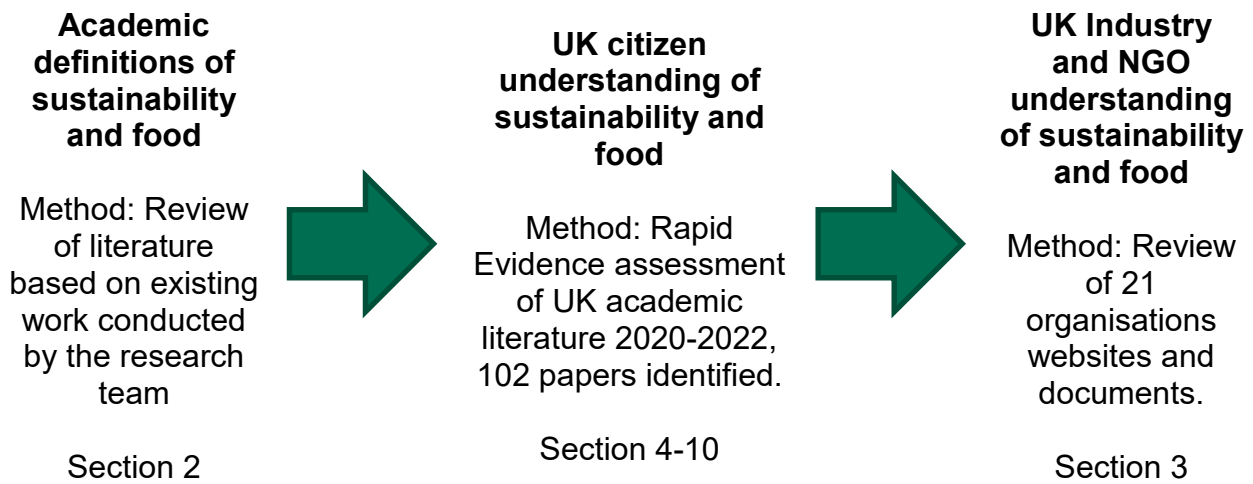 Academic
definitions of
sustainability
and food
Method: Review
of literature
based on existing
work conducted
by the research
team
Section 2
UK citizen
understanding of
sustainability and
food
Method: Rapid
Evidence assessment
of UK academic
literature 2020-2022,
102 papers identified.
Section 4-10
UK Industry
and NGO
understanding
of sustainability
and food
Method: Review
of 21
organisations
websites and
documents.
Section 3